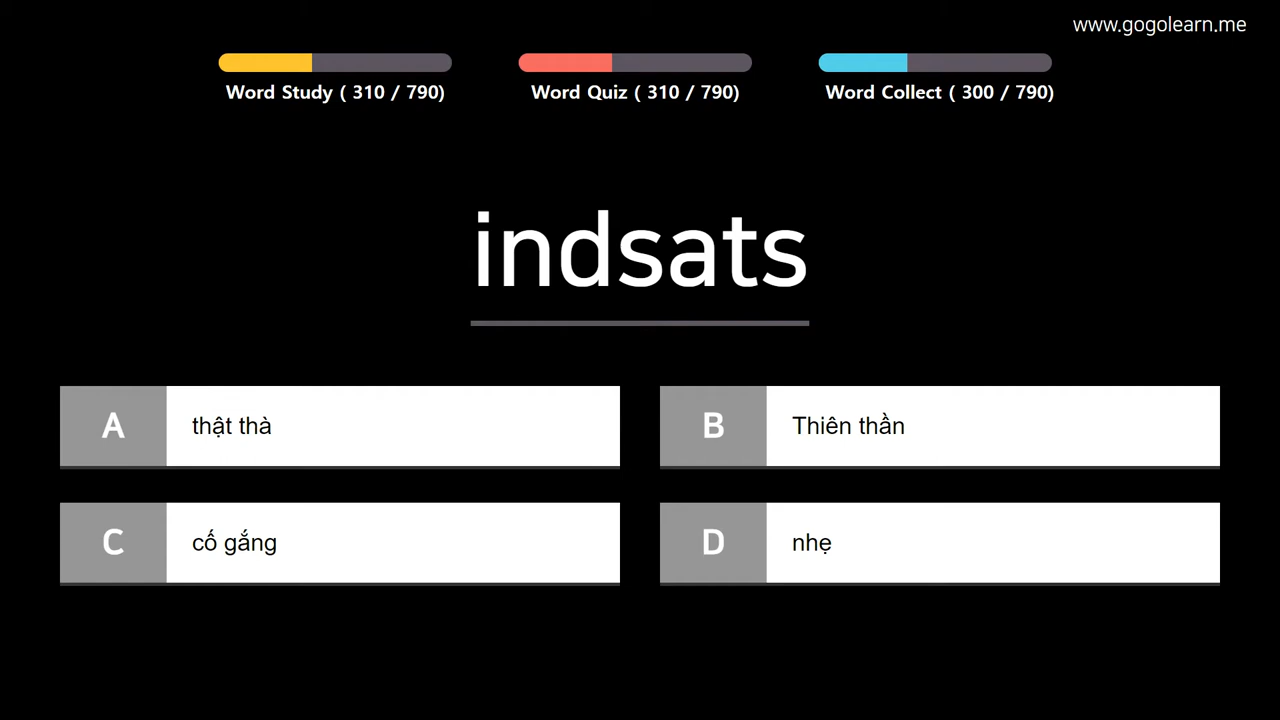 www.gogolearn.me
Word Study ( 310 / 790)
Word Quiz ( 310 / 790)
Word Collect ( 300 / 790)
indsats
A thật thà
B Thiên thần
C cố gắng
D nhẹ